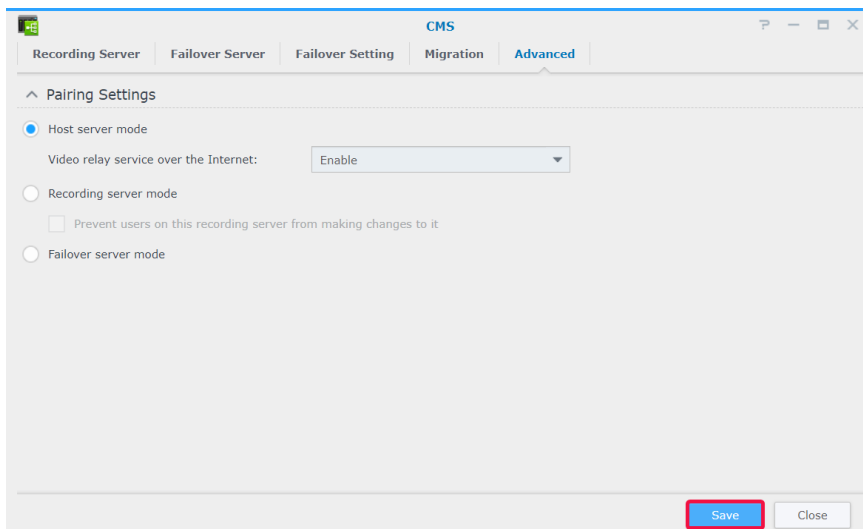 CMS
Recording Server Failover Server Failover Setting Migration Advanced
Pairing Settings
Host server mode
Video relay service over the Internet: Enable
Recording server mode
Prevent users on this recording server from making changes to it
Failover server mode
Save Close